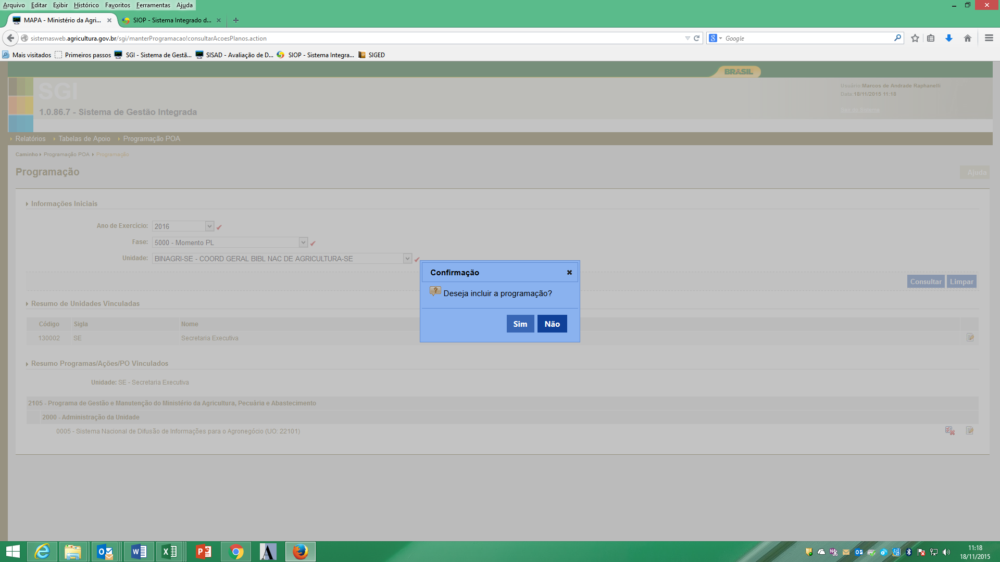 Arquivo Editar Exibir Histórico Favoritos Ferramentas Ajuda
MAPA - Ministério da Agri... SIOP - Sistema Integrado d...
sistemasweb.agricultura.gov.br/sgi/manterProgramacao!consultarAcoesPlanos.action Google
Mais visitados Primeiros passos SGI - Sistema de Gestã... SISAD - Avaliação de D... SIOP - Sistema Integra... SIGED
BRASIL
SGI
Usuário:Marcos de Andrade Raphanelli
Data:18/11/2015 11:18
Sair do Sistema
1.0.86.7 - Sistema de Gestão Integrada
Relatórios Tabelas de Apoio Programação POA
Caminho Programação POA Programação
Programação
Ajuda
Informações Iniciais
Ano de Exercício: 2016
Fase: 5000 - Momento PL
Unidade: BINAGRI-SE - COORD GERAL BIBL NAC DE AGRICULTURA-SE
Confirmação
Deseja incluir a programação?
Sim Não
Consultar Limpar
Resumo de Unidades Vinculadas
Código Sigla Nome
130002 SE Secretaria Executiva
Resumo Programas/Ações/PO Vinculados
Unidade: SE - Secretaria Executiva
2105 - Programa de Gestão e Manutenção do Ministério da Agricultura, Pecuária e Abastecimento
2000 - Administração da Unidade
0005 - Sistema Nacional de Difusão de Informações para o Agronegócio (UO: 22101)
11:18
18/11/2015